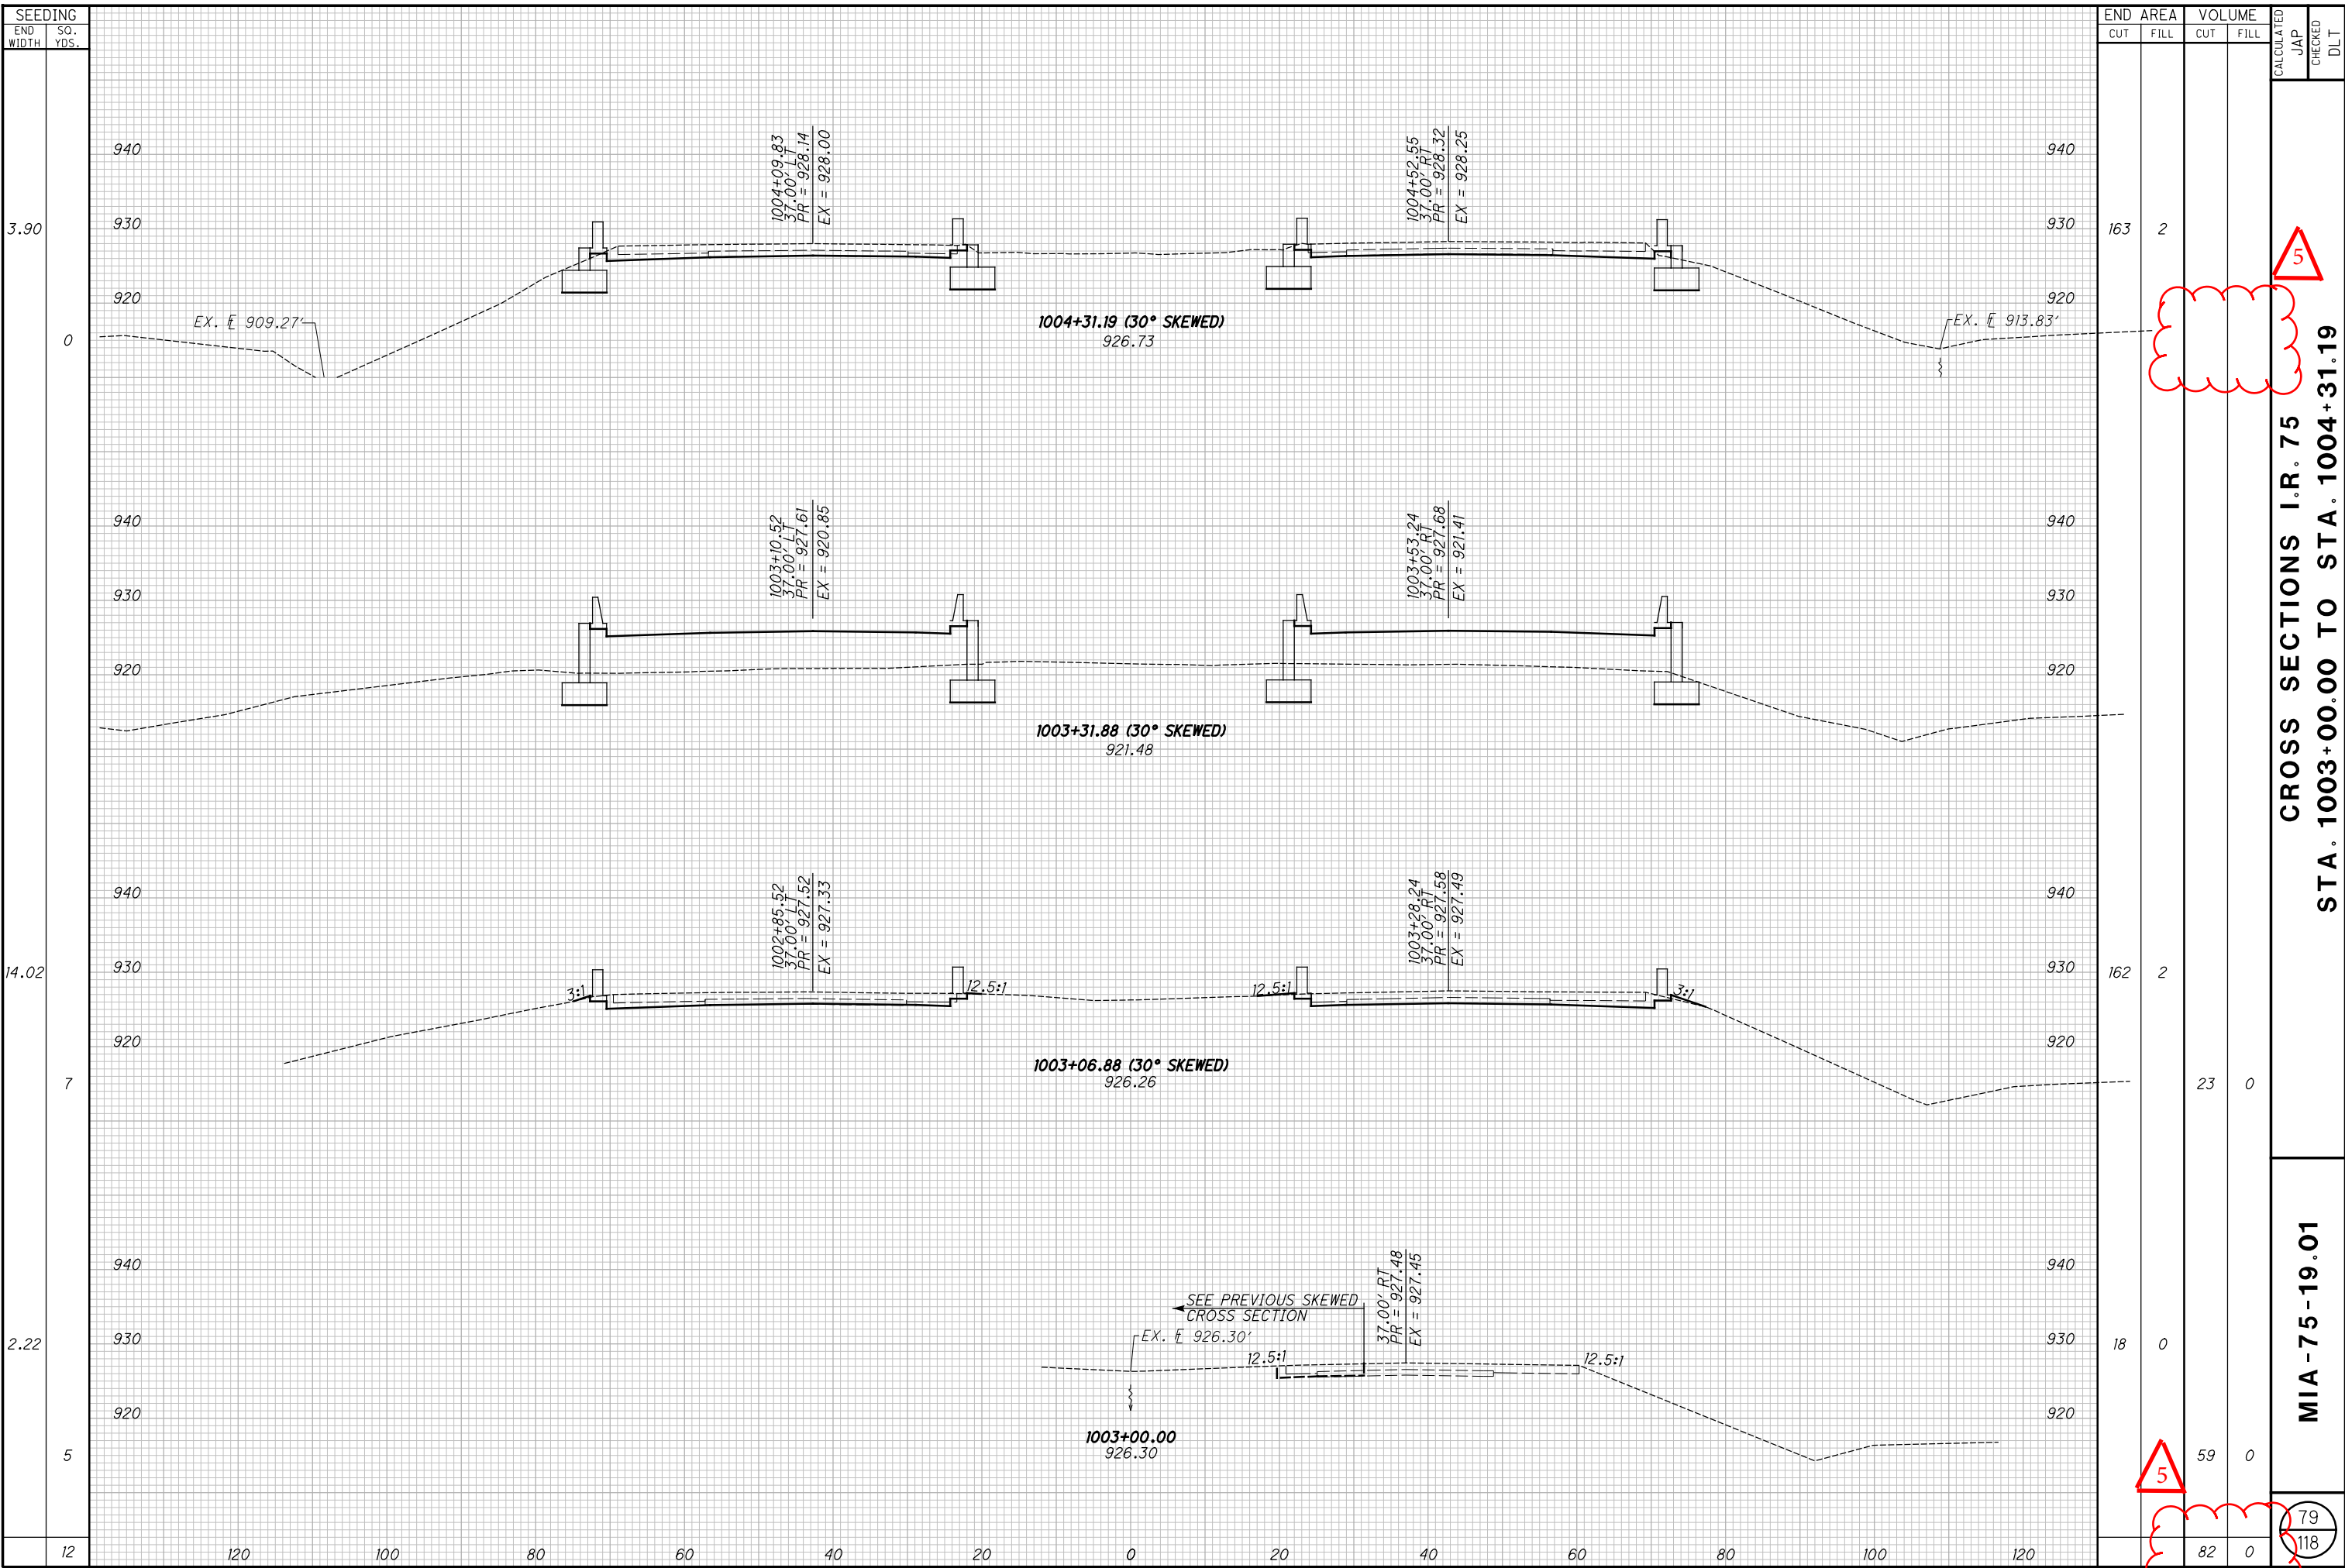 SEEDING
END WIDTH
SQ. YDS.
END AREA
VOLUME
CUT
FILL
CUT
FILL
CALCULATED
JAP
CHECKED
DLT
940
930
920
1004+09.83
37.00' LT
PR = 928.14
EX = 928.00
1004+52.55
37.00' RT
PR = 928.32
EX = 928.25
940
930
920
3.90
0
163
2
5
EX. ₣ 909.27'
1004+31.19 (30° SKEWED)
926.73
EX. ₣ 913.83'
940
930
920
1003+10.52
37.00' LT
PR = 927.61
EX = 920.85
1003+53.24
37.00' RT
PR = 927.68
EX = 921.41
940
930
920
1003+31.88 (30° SKEWED)
921.48
940
930
920
1002+85.52
37.00' LT
PR = 927.52
EX = 927.33
1003+28.24
37.00' RT
PR = 927.58
EX = 927.49
940
930
920
14.02
162
2
3:1
12.5:1
12.5:1
3:1
1003+06.88 (30° SKEWED)
926.26
7
23
0
940
930
920
37.00' RT
PR = 927.48
EX = 927.45
940
930
920
SEE PREVIOUS SKEWED
CROSS SECTION
EX. ₣ 926.30'
2.22
18
0
12.5:1
12.5:1
1003+00.00
926.30
5
59
0
5
12
120
100
80
60
40
20
0
20
40
60
80
100
120
82
0
CROSS SECTIONS I.R. 75
STA. 1003+00.00 TO STA. 1004+31.19
MIA-75-19.01
79
118